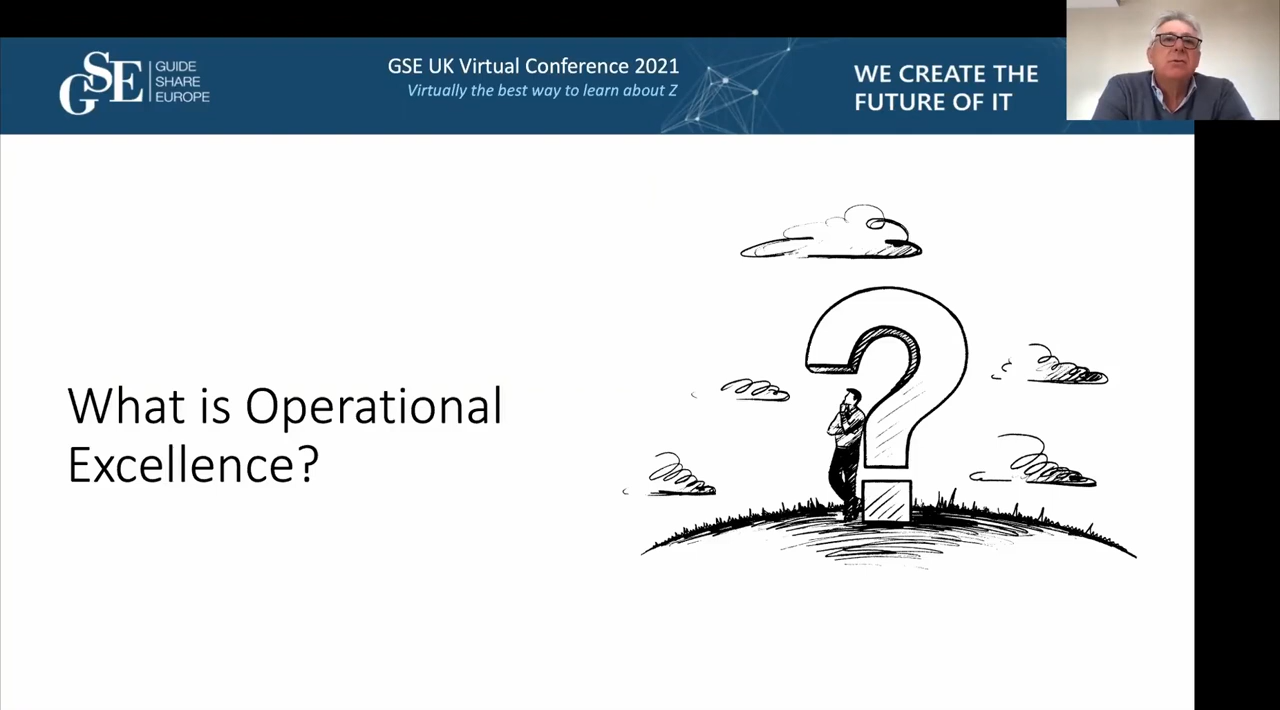 GSE
GUIDE
SHARE
EUROPE
GSE UK Virtual Conference 2021
Virtually the best way to learn about Z
WE CREATE THE
FUTURE OF IT
What is Operational
Excellence?